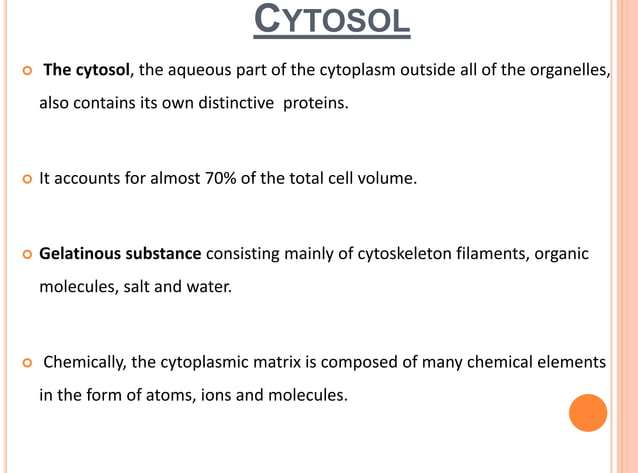 CYTOSOL
The cytosol, the aqueous part of the cytoplasm outside all of the organelles,
also contains its own distinctive proteins.
It accounts for almost 70% of the total cell volume.
Gelatinous substance consisting mainly of cytoskeleton filaments, organic
molecules, salt and water.
Chemically, the cytoplasmic matrix is composed of many chemical elements
in the form of atoms, ions and molecules.